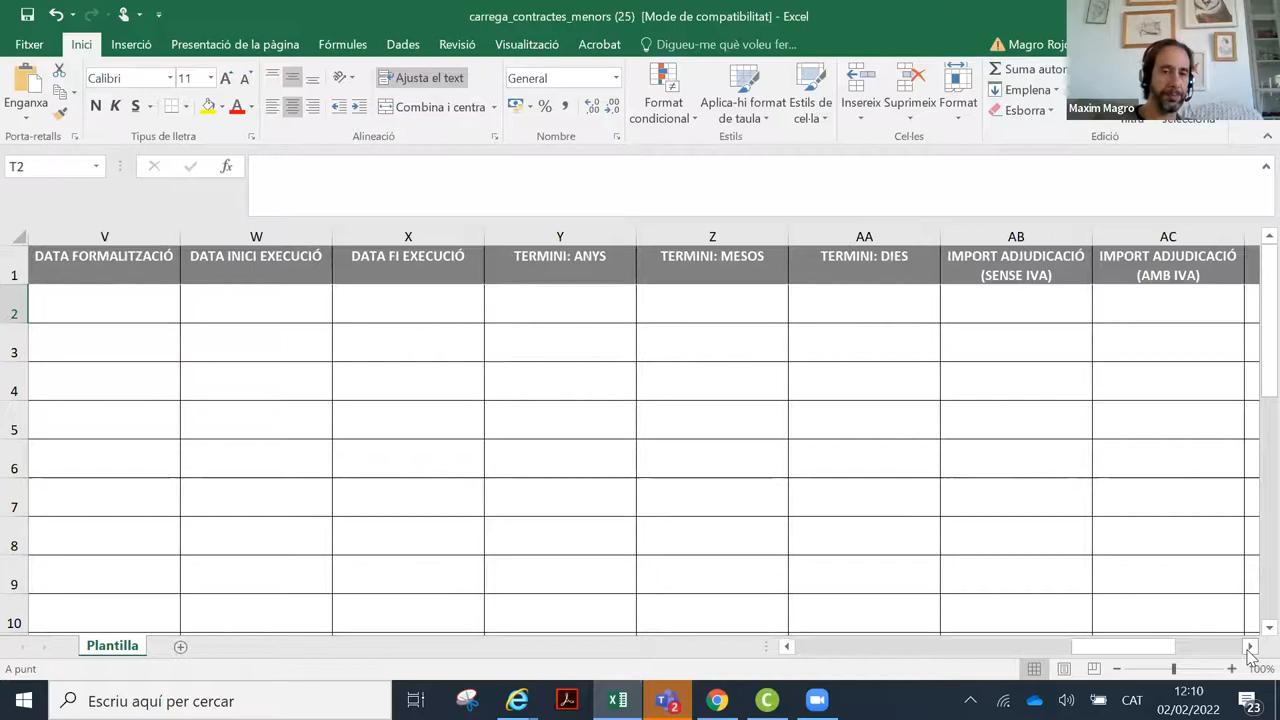 carrega_contractes_menors (25) [Mode de compatibilitat] - Excel
Fitxer Inici Inserció Presentació de la pàgina Fórmules Dades Revisió Visualització Acrobat Digueu-me què voleu fer... Magro Roj
Maxim Magro
Enganxa
Calibri 11
N K S
Ajusta el text
Combina i centra
General
Format condicional
Aplica-hi format de taula
Estils de cel·la
Insereix Suprimeix Format
Suma autom
Emplena
Esborra
Porta-retalls Tipus de lletra Alineació Nombre Estils Cel·les Edició
T2
fx
V W X Y Z AA AB AC
1 DATA FORMALITZACIÓ DATA INICI EXECUCIÓ DATA FI EXECUCIÓ TERMINI: ANYS TERMINI: MESOS TERMINI: DIES IMPORT ADJUDICACIÓ (SENSE IVA) IMPORT ADJUDICACIÓ (AMB IVA)
2
3
4
5
6
7
8
9
10
Plantilla
A punt 100%
Escriu aquí per cercar
2
CAT
12:10
02/02/2022
23